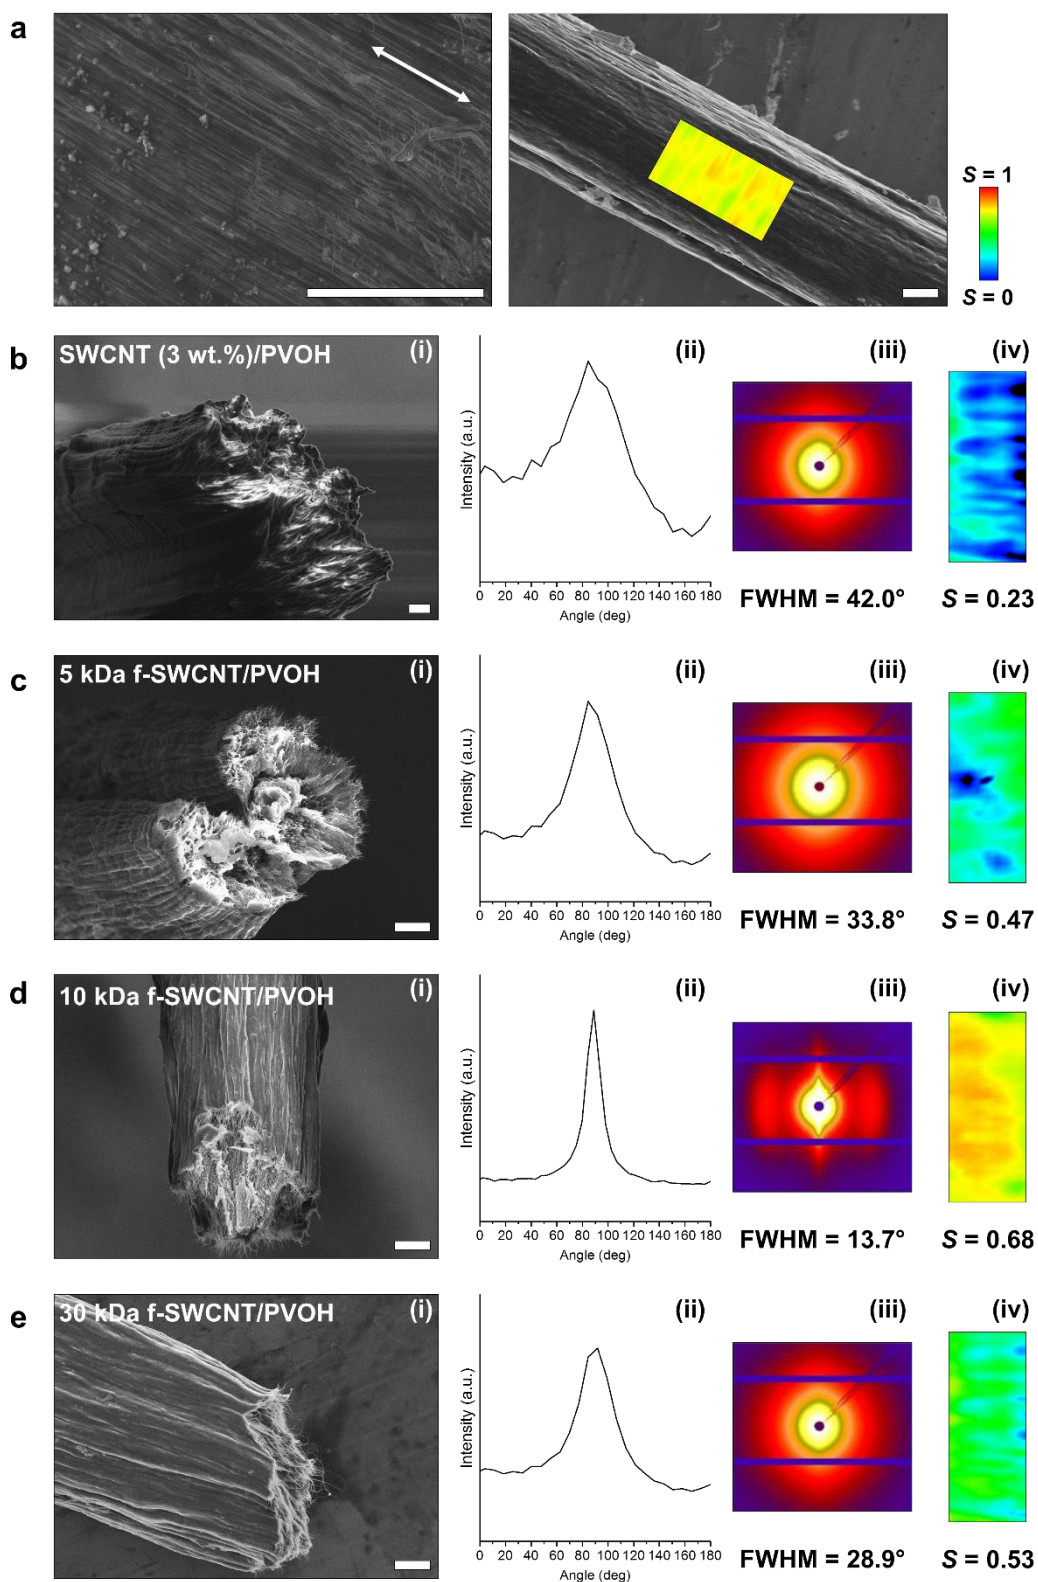 a
S = 1
S = 0
b
SWCNT (3 wt.%)/PVOH
(i)
(ii)
(iii)
(iv)
Intensity (a.u.)
0 20 40 60 80 100 120 140 160 180
Angle (deg)
FWHM = 42.0°
S = 0.23
c
5 kDa f-SWCNT/PVOH
(i)
(ii)
(iii)
(iv)
Intensity (a.u.)
0 20 40 60 80 100 120 140 160 180
Angle (deg)
FWHM = 33.8°
S = 0.47
d
10 kDa f-SWCNT/PVOH
(i)
(ii)
(iii)
(iv)
Intensity (a.u.)
0 20 40 60 80 100 120 140 160 180
Angle (deg)
FWHM = 13.7°
S = 0.68
e
30 kDa f-SWCNT/PVOH
(i)
(ii)
(iii)
(iv)
Intensity (a.u.)
0 20 40 60 80 100 120 140 160 180
Angle (deg)
FWHM = 28.9°
S = 0.53